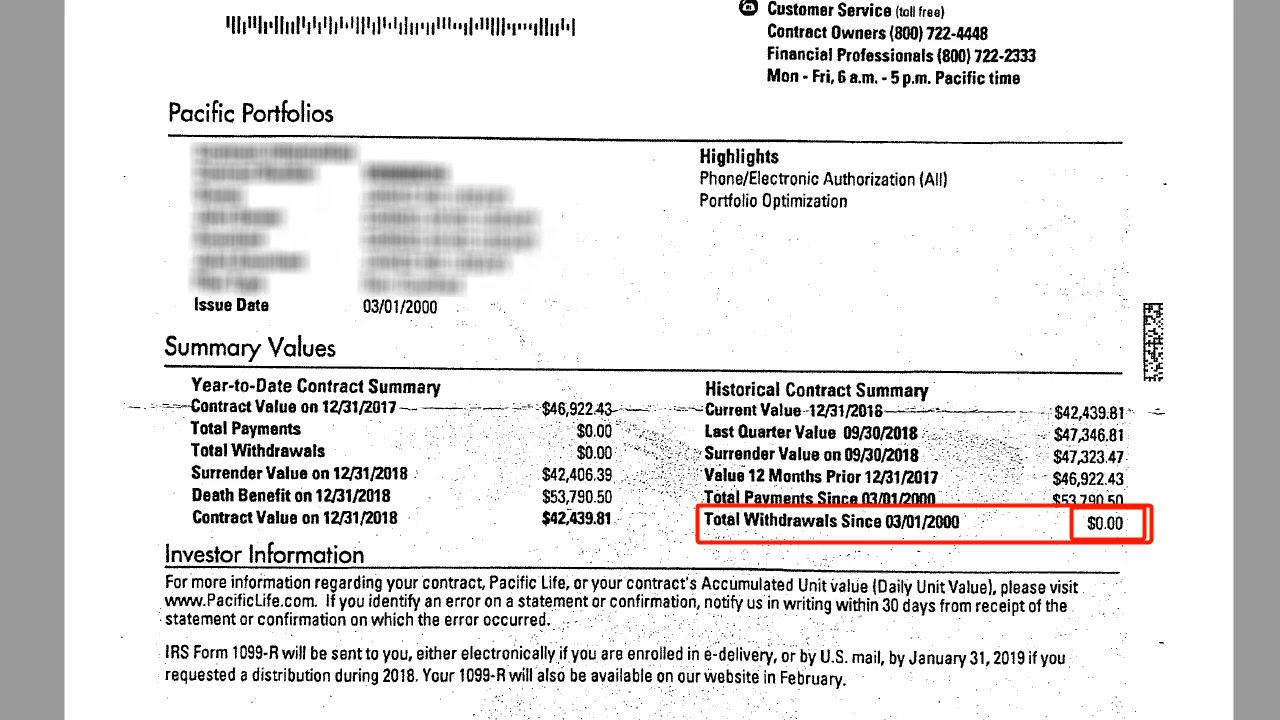 Customer Service (toll free)
Contract Owners (800) 722-4448
Financial Professionals (800) 722-2333
Mon - Fri, 6 a.m. - 5 p.m. Pacific time
Pacific Portfolios
Issue Date 03/01/2000
Highlights
Phone/Electronic Authorization (All)
Portfolio Optimization
Summary Values
Year-to-Date Contract Summary
Contract Value on 12/31/2017 $46,922.43
Total Payments $0.00
Total Withdrawals $0.00
Surrender Value on 12/31/2018 $42,406.39
Death Benefit on 12/31/2018 $53,790.50
Contract Value on 12/31/2018 $42,439.81
Historical Contract Summary
Current Value 12/31/2018 $42,439.81
Last Quarter Value 09/30/2018 $47,346.81
Surrender Value on 09/30/2018 $47,323.47
Value 12 Months Prior 12/31/2017 $46,922.43
Total Payments Since 03/01/2000 $53,790.50
Total Withdrawals Since 03/01/2000 $0.00
Investor Information
For more information regarding your contract, Pacific Life, or your contract's Accumulated Unit value (Daily Unit Value), please visit
www.PacificLife.com. If you identify an error on a statement or confirmation, notify us in writing within 30 days from receipt of the
statement or confirmation on which the error occurred.
IRS Form 1099-R will be sent to you, either electronically if you are enrolled in e-delivery, or by U.S. mail, by January 31, 2019 if you
requested a distribution during 2018. Your 1099-R will also be available on our website in February.